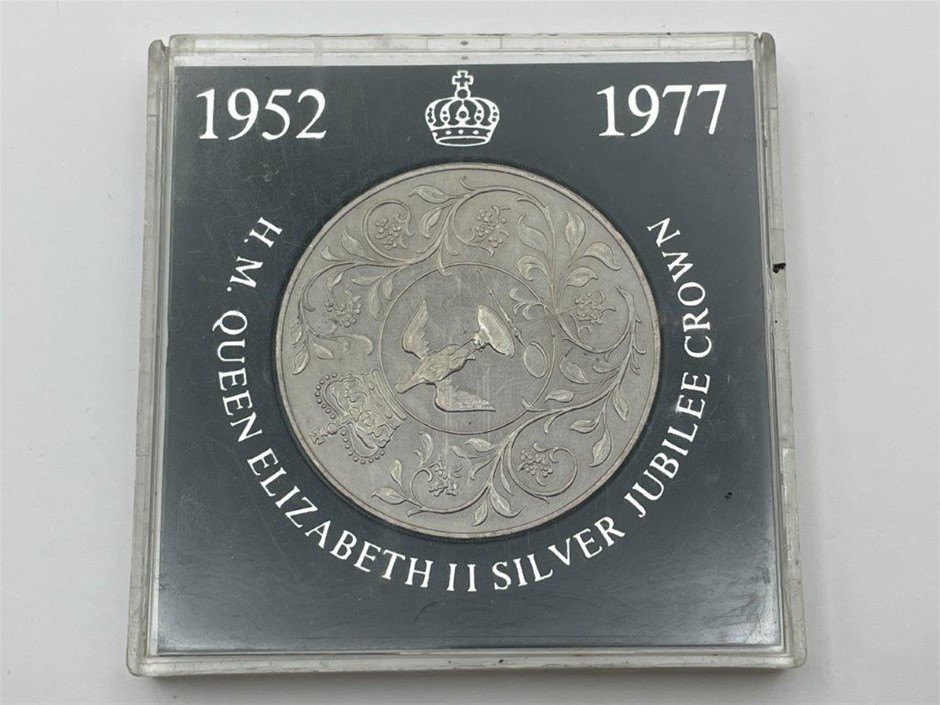 1952 1977
H. M. QUEEN ELIZABETH II SILVER JUBILEE CROWN